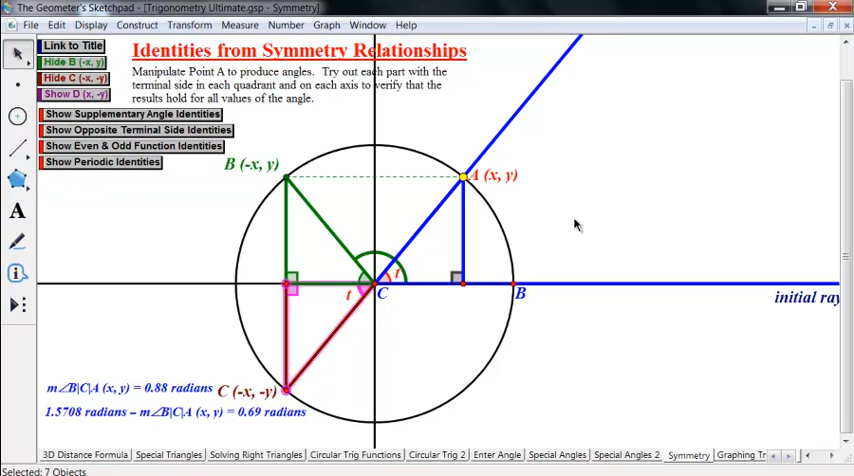 The Geometer's Sketchpad - [Trigonometry Ultimate.gsp - Symmetry]
File Edit Display Construct Transform Measure Number Graph Window Help
Link to Title
Hide B (-x, y)
Hide C (-x, -y)
Show D (x, -y)
Identities from Symmetry Relationships
Manipulate Point A to produce angles. Try out each part with the
terminal side in each quadrant and on each axis to verify that the
results hold for all values of the angle.
Show Supplementary Angle Identities
Show Opposite Terminal Side Identities
Show Even & Odd Function Identities
Show Periodic Identities
B (-x, y)
A (x, y)
t
t
C
B
initial ray
m∠B|C|A (x, y) = 0.88 radians
C (-x, -y)
1.5708 radians – m∠B|C|A (x, y) = 0.69 radians
3D Distance Formula Special Triangles Solving Right Triangles Circular Trig Functions Circular Trig 2 Enter Angle Special Angles Special Angles 2 Symmetry Graphing Tr
Selected: 7 Objects